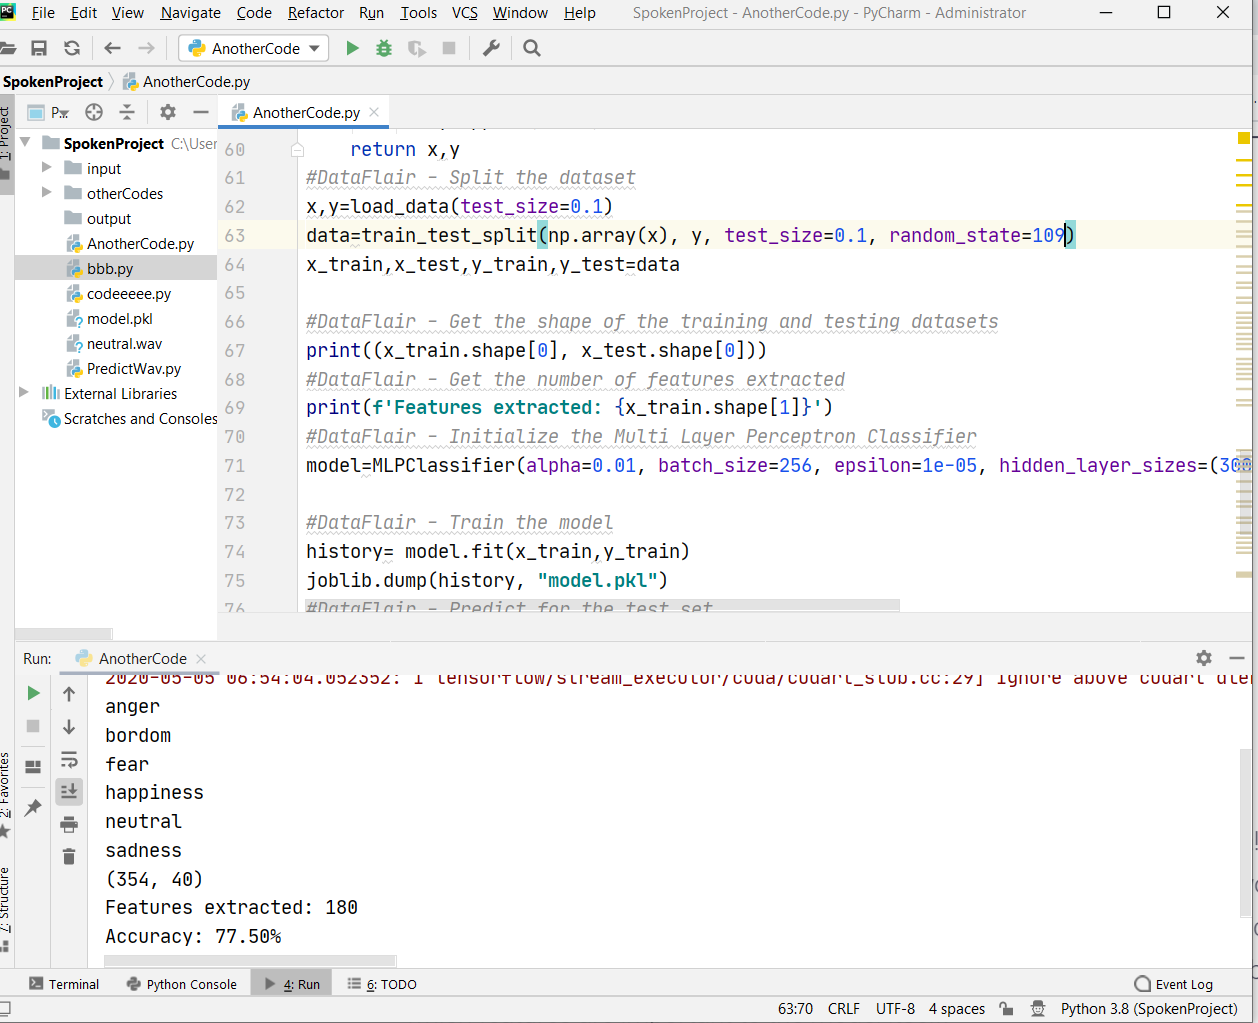 File Edit View Navigate Code Refactor Run Tools VCS Window Help SpokenProject - AnotherCode.py - PyCharm - Administrator
AnotherCode
SpokenProject AnotherCode.py
P... AnotherCode.py
1: Project
SpokenProject C:\User
input
otherCodes
output
AnotherCode.py
bbb.py
codeeeee.py
model.pkl
neutral.wav
PredictWav.py
External Libraries
Scratches and Consoles
60 return x,y
61 #DataFlair - Split the dataset
62 x,y=load_data(test_size=0.1)
63 data=train_test_split(np.array(x), y, test_size=0.1, random_state=109)
64 x_train,x_test,y_train,y_test=data
65
66 #DataFlair - Get the shape of the training and testing datasets
67 print((x_train.shape[0], x_test.shape[0]))
68 #DataFlair - Get the number of features extracted
69 print(f'Features extracted: {x_train.shape[1]}')
70 #DataFlair - Initialize the Multi Layer Perceptron Classifier
71 model=MLPClassifier(alpha=0.01, batch_size=256, epsilon=1e-05, hidden_layer_sizes=(300
72
73 #DataFlair - Train the model
74 history= model.fit(x_train,y_train)
75 joblib.dump(history, "model.pkl")
76 #DataFlair - Predict for the test set
Run: AnotherCode
2020-05-05 06:54:04.052352: I tensorflow/stream_executor/cuda/cudart_stub.cc:29] Ignore above cudart
anger
bordom
fear
happiness
neutral
sadness
(354, 40)
Features extracted: 180
Accuracy: 77.50%
2: Favorites
7: Structure
Terminal Python Console 4: Run 6: TODO Event Log
63:70 CRLF UTF-8 4 spaces Python 3.8 (SpokenProject)